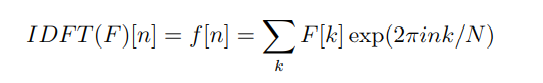 IDFT(F)[n] = f[n] = ∑_k F[k] exp(2πink/N)